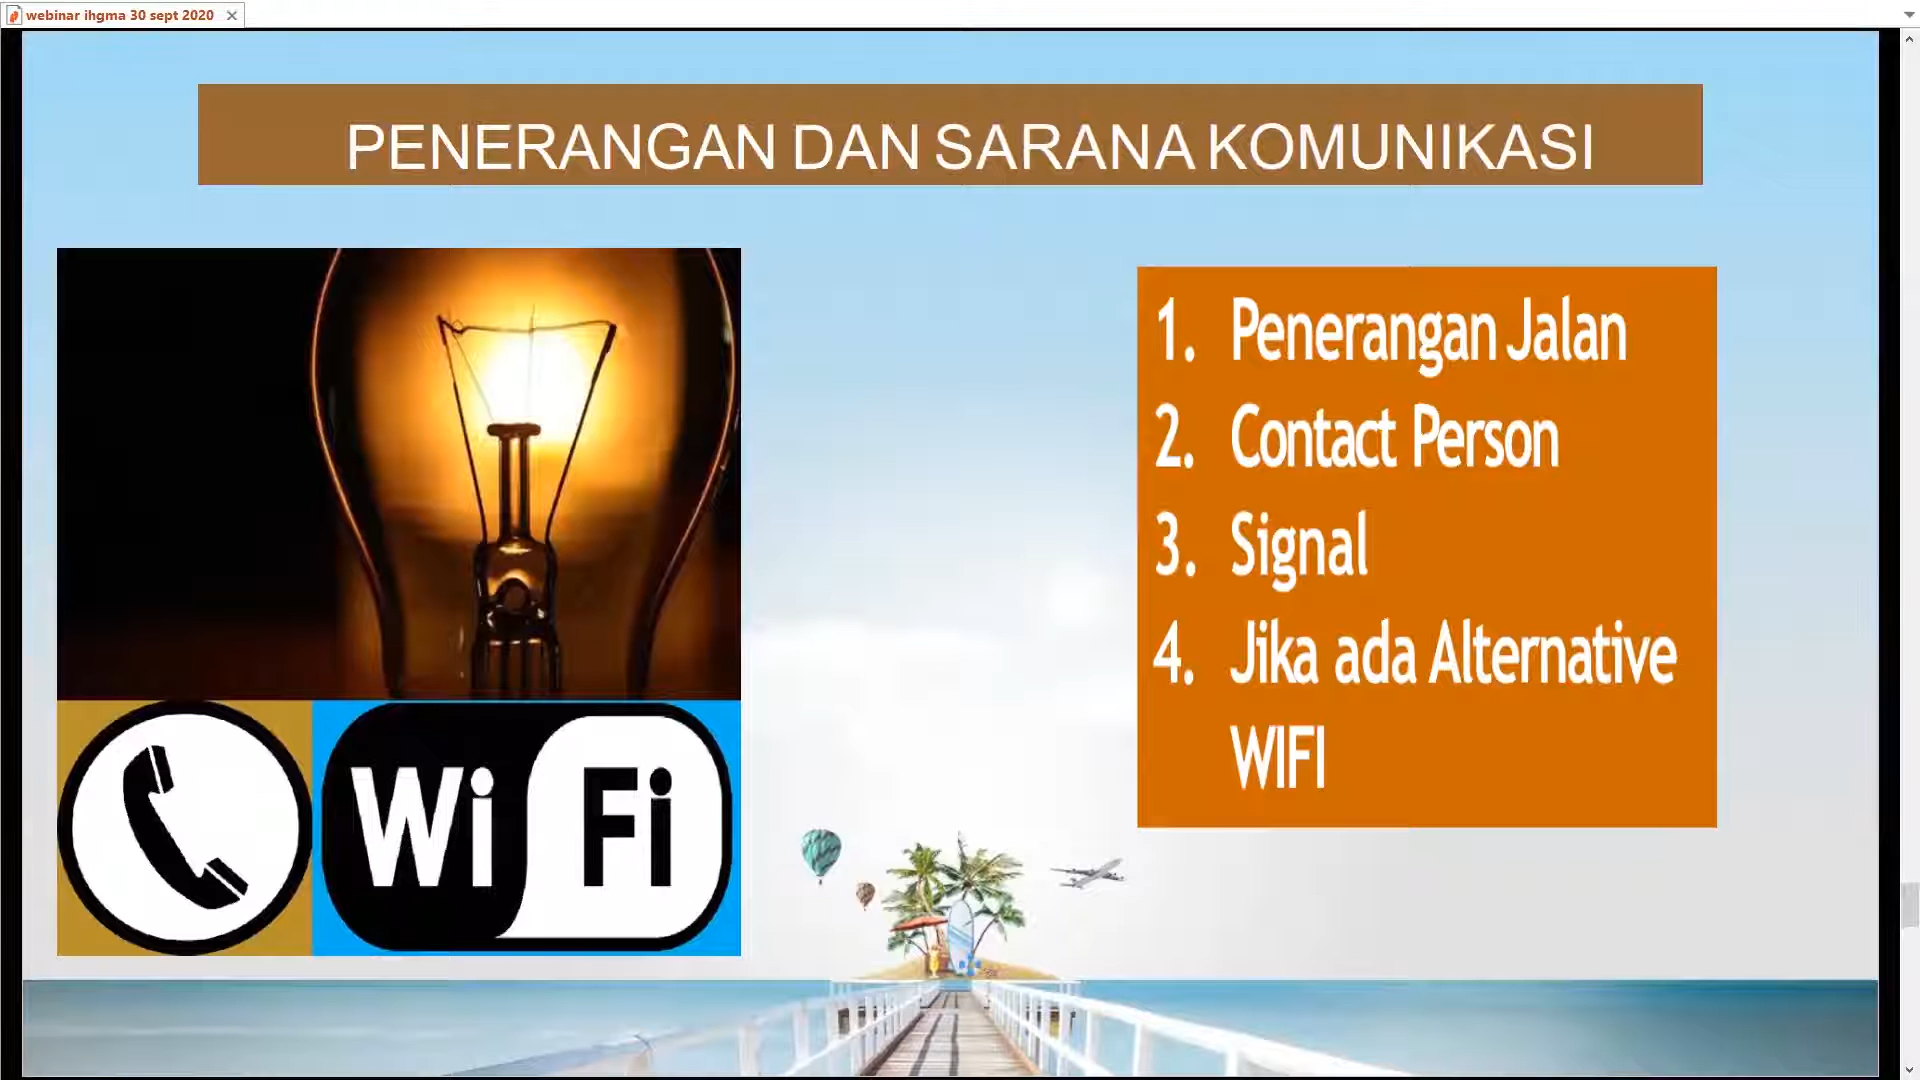 webinar ihgma 30 sept 2020
PENERANGAN DAN SARANA KOMUNIKASI
1. Penerangan Jalan
2. Contact Person
3. Signal
4. Jika ada Alternative
WIFI
Wi Fi